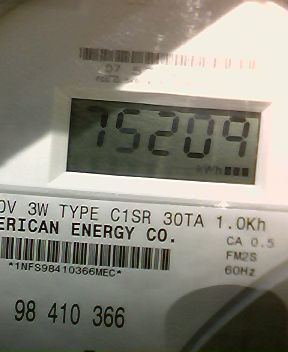 75209
kWh
0V 3W TYPE C1SR 30TA 1.0Kh
ERICAN ENERGY CO.
CA 0.5
FM2S
*1NFS98410366MEC*
60Hz
98 410 366